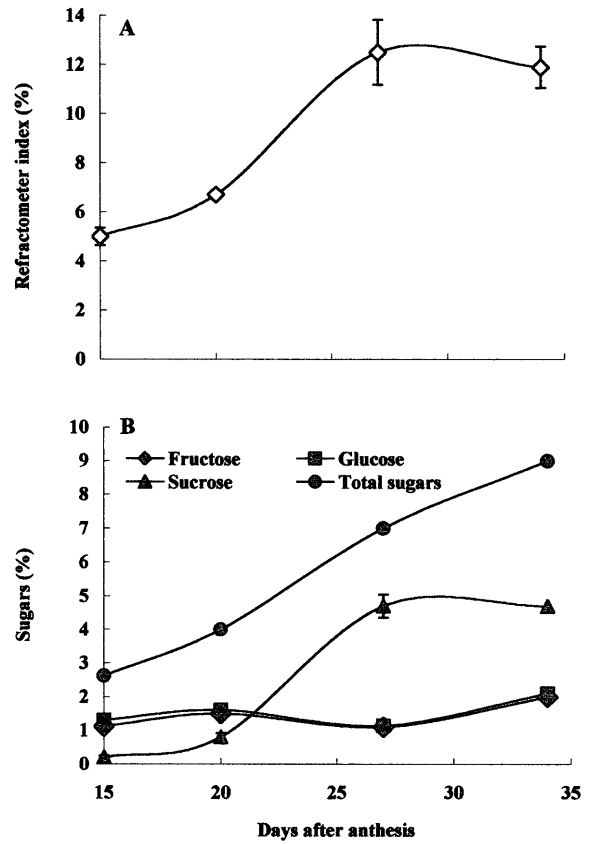 A
Refractometer index (%)
14
12
10
8
6
4
2
0
B
Sugars (%)
10
9
8
7
6
5
4
3
2
1
0
Fructose
Glucose
Sucrose
Total sugars
15 20 25 30 35
Days after anthesis